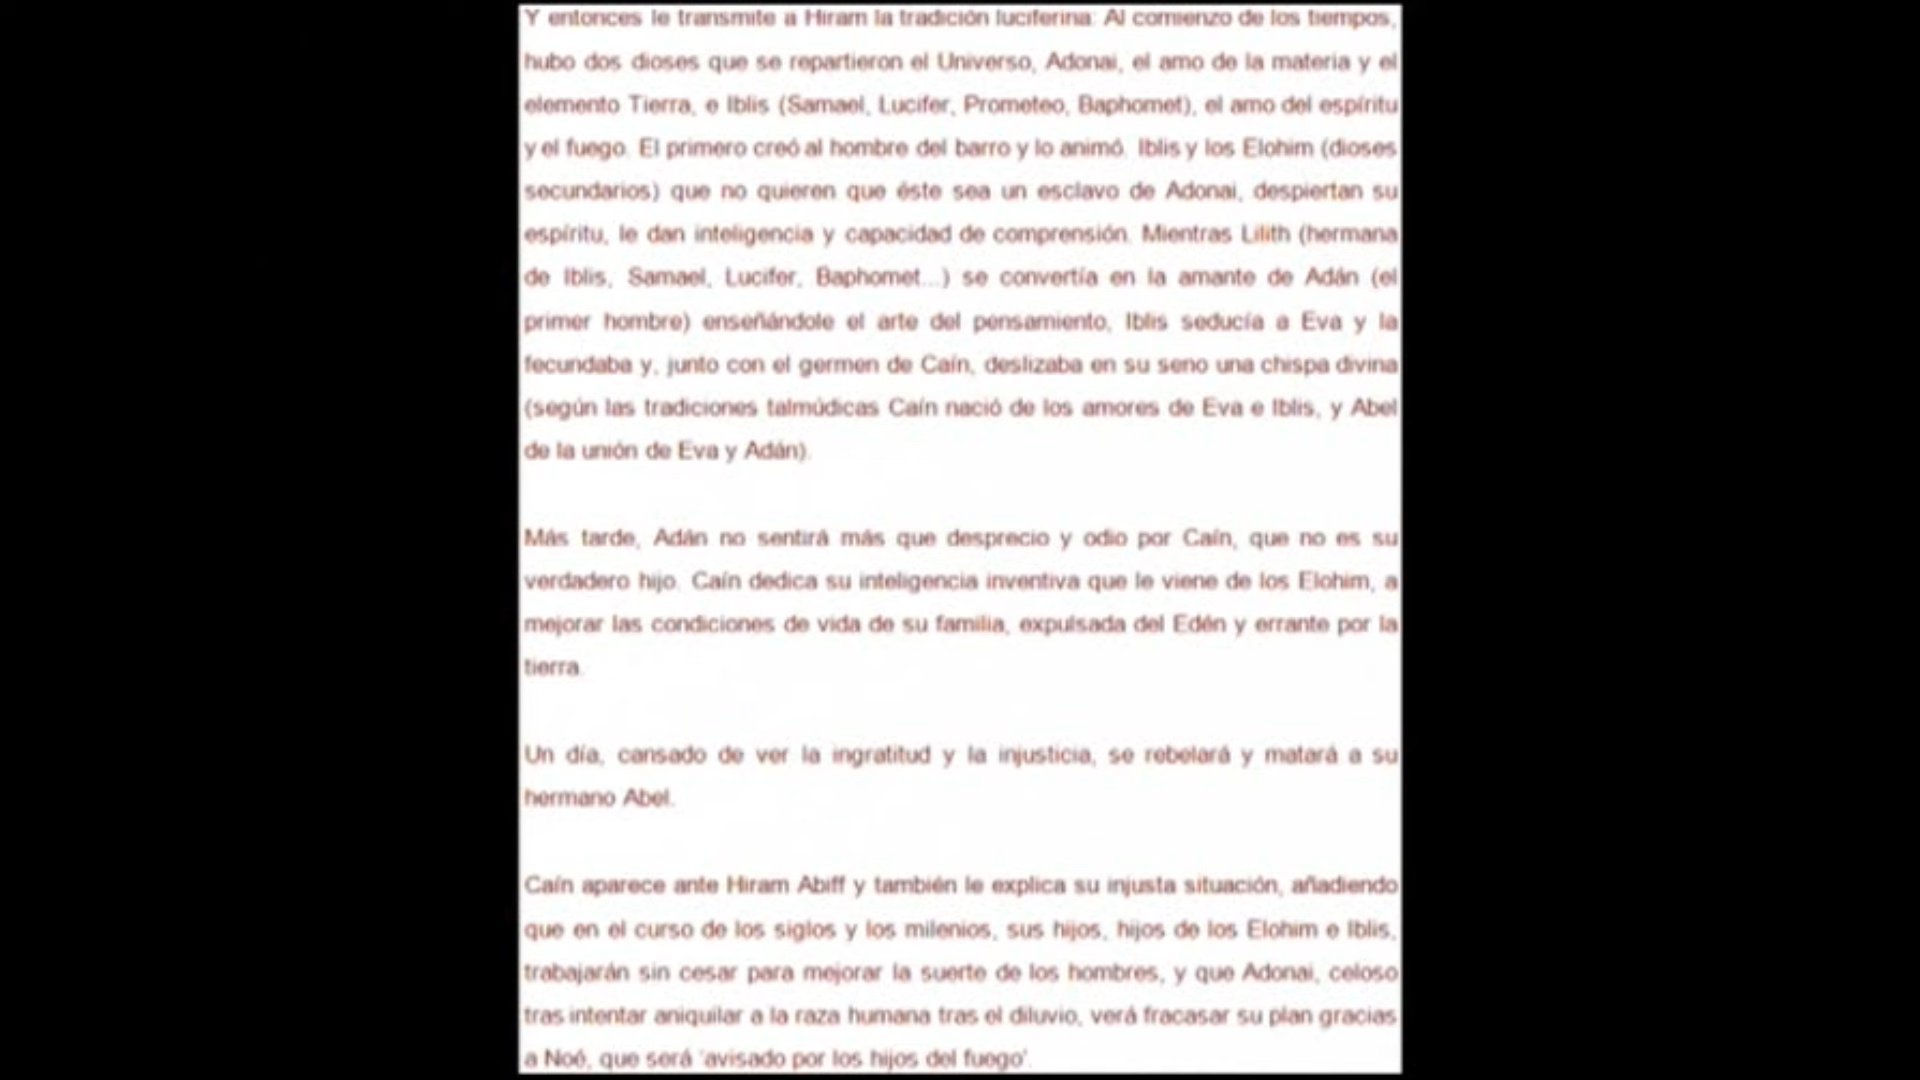 Y entonces le transmite a Hiram la tradición luciferina: Al comienzo de los tiempos,
hubo dos dioses que se repartieron el Universo, Adonai, el amo de la materia y el
elemento Tierra, e Iblis (Samael, Lucifer, Prometeo, Baphomet), el amo del espíritu
y el fuego. El primero creó al hombre del barro y lo animó. Iblis y los Elohim (dioses
secundarios) que no quieren que éste sea un esclavo de Adonai, despiertan su
espíritu, le dan inteligencia y capacidad de comprensión. Mientras Lilith (hermana
de Iblis, Samael, Lucifer, Baphomet...) se convertía en la amante de Adán (el
primer hombre) enseñándole el arte del pensamiento, Iblis seducía a Eva y la
fecundaba y, junto con el germen de Caín, deslizaba en su seno una chispa divina
(según las tradiciones talmúdicas Caín nació de los amores de Eva e Iblis, y Abel
de la unión de Eva y Adán).
Más tarde, Adán no sentirá más que desprecio y odio por Caín, que no es su
verdadero hijo. Caín dedica su inteligencia inventiva que le viene de los Elohim, a
mejorar las condiciones de vida de su familia, expulsada del Edén y errante por la
tierra.
Un día, cansado de ver la ingratitud y la injusticia, se rebelará y matará a su
hermano Abel.
Caín aparece ante Hiram Abiff y también le explica su injusta situación, añadiendo
que en el curso de los siglos y los milenios, sus hijos, hijos de los Elohim e Iblis,
trabajarán sin cesar para mejorar la suerte de los hombres, y que Adonai, celoso
tras intentar aniquilar a la raza humana tras el diluvio, verá fracasar su plan gracias
a Noé, que será 'avisado por los hijos del fuego'.